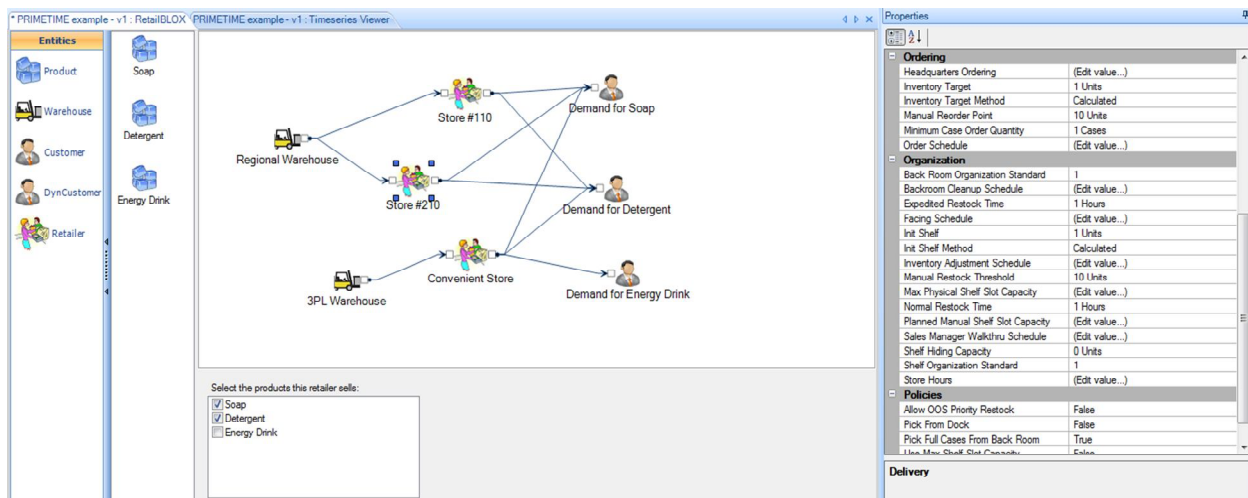 * PRIMETIME example - v1 : RetailBLOX
PRIMETIME example - v1 : Timeseries Viewer
Entities
Product
Warehouse
Customer
DynCustomer
Retailer
Soap
Detergent
Energy Drink
Store #110
Demand for Soap
Regional Warehouse
Store #210
Demand for Detergent
Convenient Store
3PL Warehouse
Demand for Energy Drink
Select the products this retailer sells:
Soap
Detergent
Energy Drink
Properties
Ordering
Headquarters Ordering (Edit value...)
Inventory Target 1 Units
Inventory Target Method Calculated
Manual Reorder Point 10 Units
Minimum Case Order Quantity 1 Cases
Order Schedule (Edit value...)
Organization
Back Room Organization Standard 1
Backroom Cleanup Schedule (Edit value...)
Expedited Restock Time 1 Hours
Facing Schedule (Edit value...)
Init Shelf 1 Units
Init Shelf Method Calculated
Inventory Adjustment Schedule (Edit value...)
Manual Restock Threshold 10 Units
Max Physical Shelf Slot Capacity (Edit value...)
Normal Restock Time 1 Hours
Planned Manual Shelf Slot Capacity (Edit value...)
Sales Manager Walkthru Schedule (Edit value...)
Shelf Hiding Capacity 0 Units
Shelf Organization Standard 1
Store Hours (Edit value...)
Policies
Allow OOS Priority Restock False
Pick From Dock False
Pick Full Cases From Back Room True
Use Max Shelf Slot Capacity False
Delivery